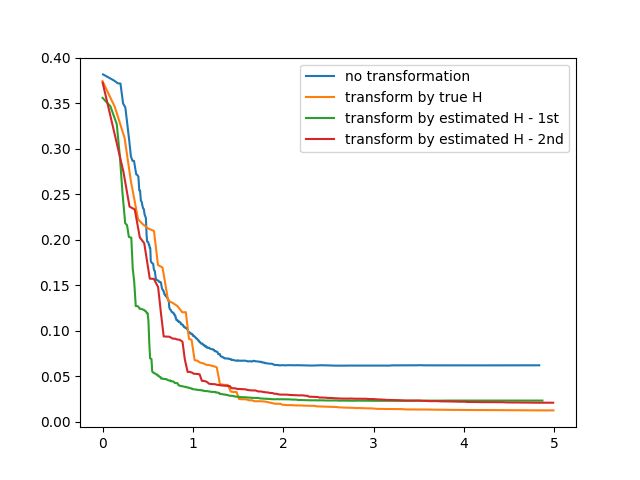 0.40
0.35
0.30
0.25
0.20
0.15
0.10
0.05
0.00
0 1 2 3 4 5
no transformation
transform by true H
transform by estimated H - 1st
transform by estimated H - 2nd